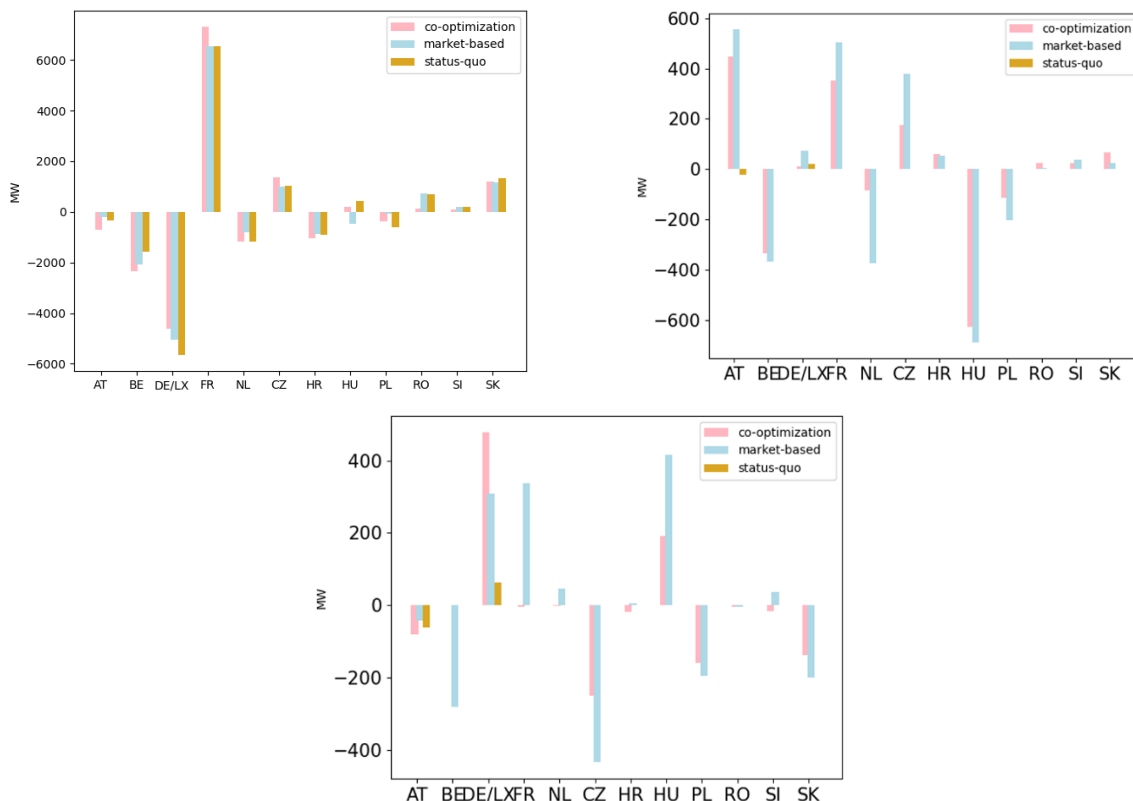 co-optimization
market-based
status-quo
6000
4000
2000
0
−2000
−4000
−6000
MW
AT BE DE/LX FR NL CZ HR HU PL RO SI SK
co-optimization
market-based
status-quo
600
400
200
0
−200
−400
−600
MW
AT BE DE/LX FR NL CZ HR HU PL RO SI SK
co-optimization
market-based
status-quo
400
200
0
−200
−400
MW
AT BE DE/LX FR NL CZ HR HU PL RO SI SK